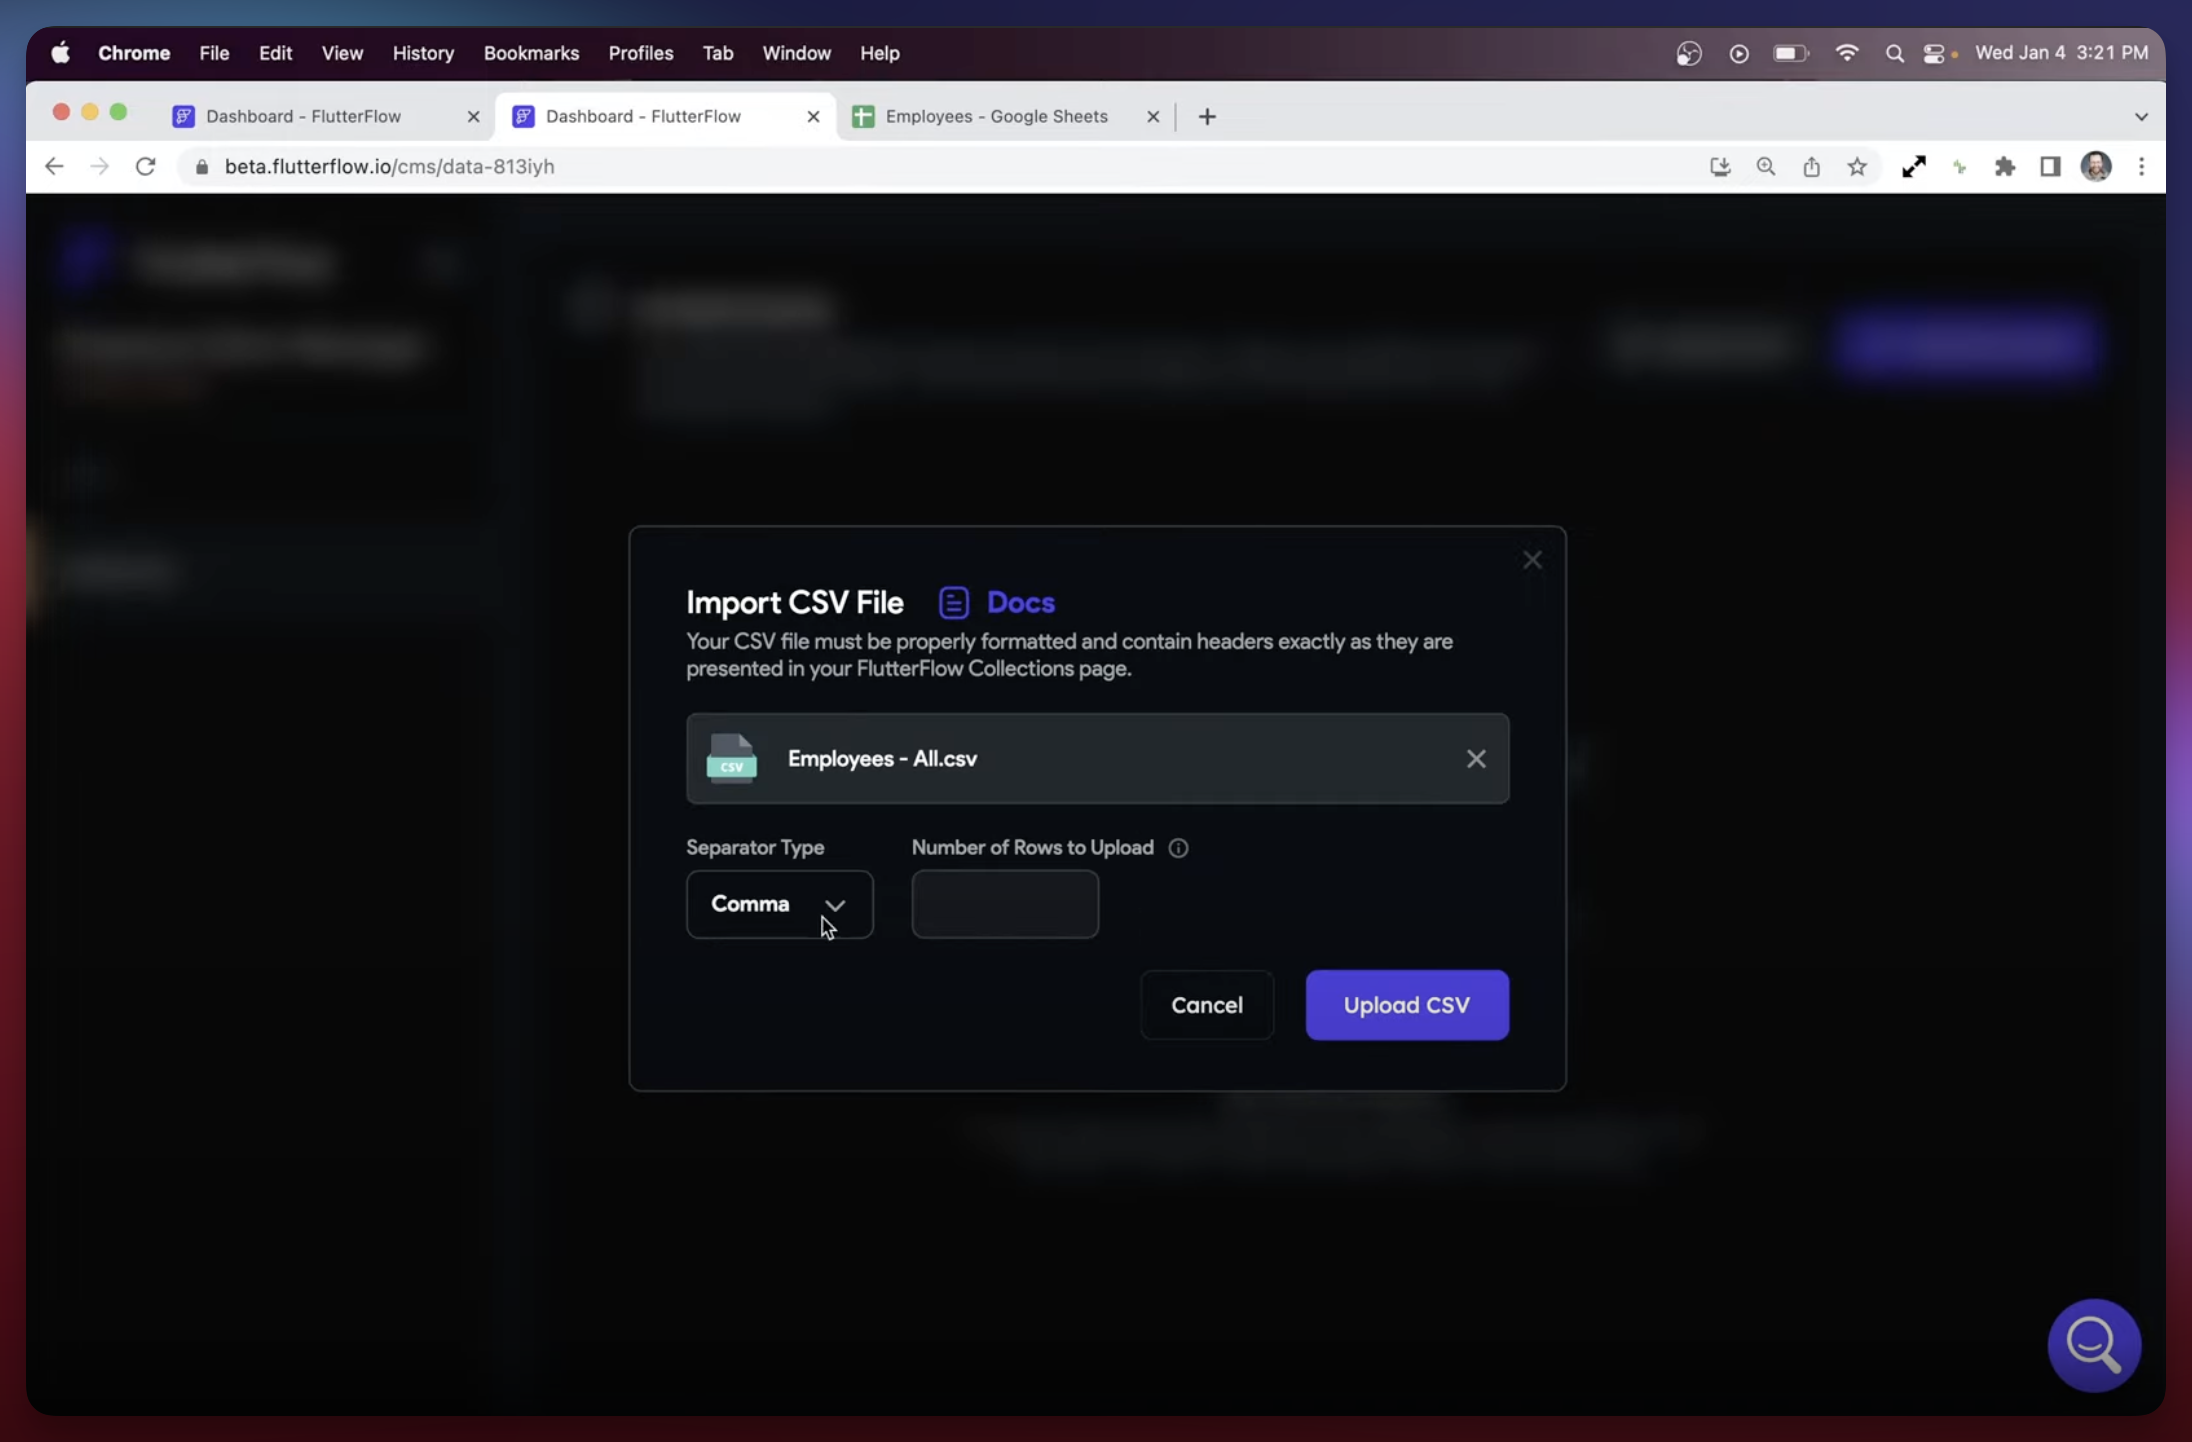 Chrome File Edit View History Bookmarks Profiles Tab Window Help Wed Jan 4 3:21 PM
Dashboard - FlutterFlow Dashboard - FlutterFlow Employees - Google Sheets
beta.flutterflow.io/cms/data-813iyh
Import CSV File Docs
Your CSV file must be properly formatted and contain headers exactly as they are
presented in your FlutterFlow Collections page.
CSV Employees - All.csv
Separator Type Number of Rows to Upload
Comma
Cancel Upload CSV